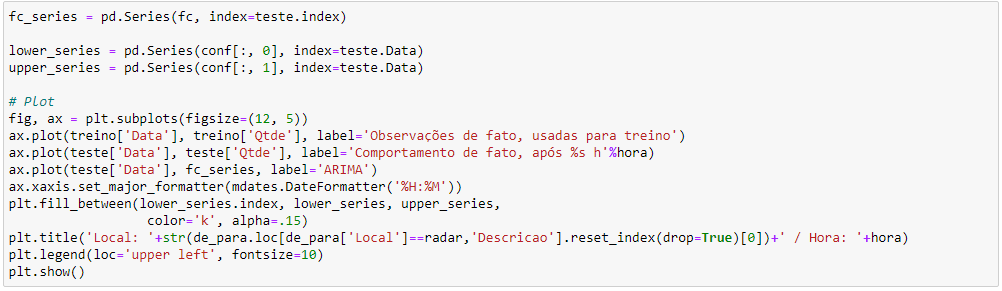 fc_series = pd.Series(fc, index=teste.index)

lower_series = pd.Series(conf[:, 0], index=teste.Data)
upper_series = pd.Series(conf[:, 1], index=teste.Data)

# Plot
fig, ax = plt.subplots(figsize=(12, 5))
ax.plot(treino['Data'], treino['Qtde'], label='Observações de fato, usadas para treino')
ax.plot(teste['Data'], teste['Qtde'], label='Comportamento de fato, após %s h'%hora)
ax.plot(teste['Data'], fc_series, label='ARIMA')
ax.xaxis.set_major_formatter(mdates.DateFormatter('%H:%M'))
plt.fill_between(lower_series.index, lower_series, upper_series,
                 color='k', alpha=.15)
plt.title('Local: '+str(de_para.loc[de_para['Local']==radar,'Descricao'].reset_index(drop=True)[0])+' / Hora: '+hora)
plt.legend(loc='upper left', fontsize=10)
plt.show()